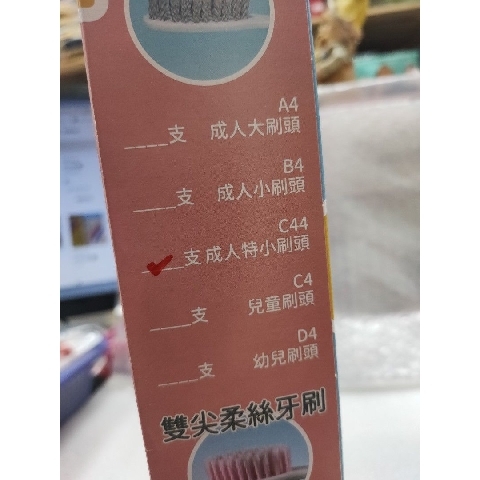 A4
____支 成人大刷頭
B4
____支 成人小刷頭
C44
____支 成人特小刷頭
C4
____支 兒童刷頭
D4
____支 幼兒刷頭
雙尖柔絲牙刷